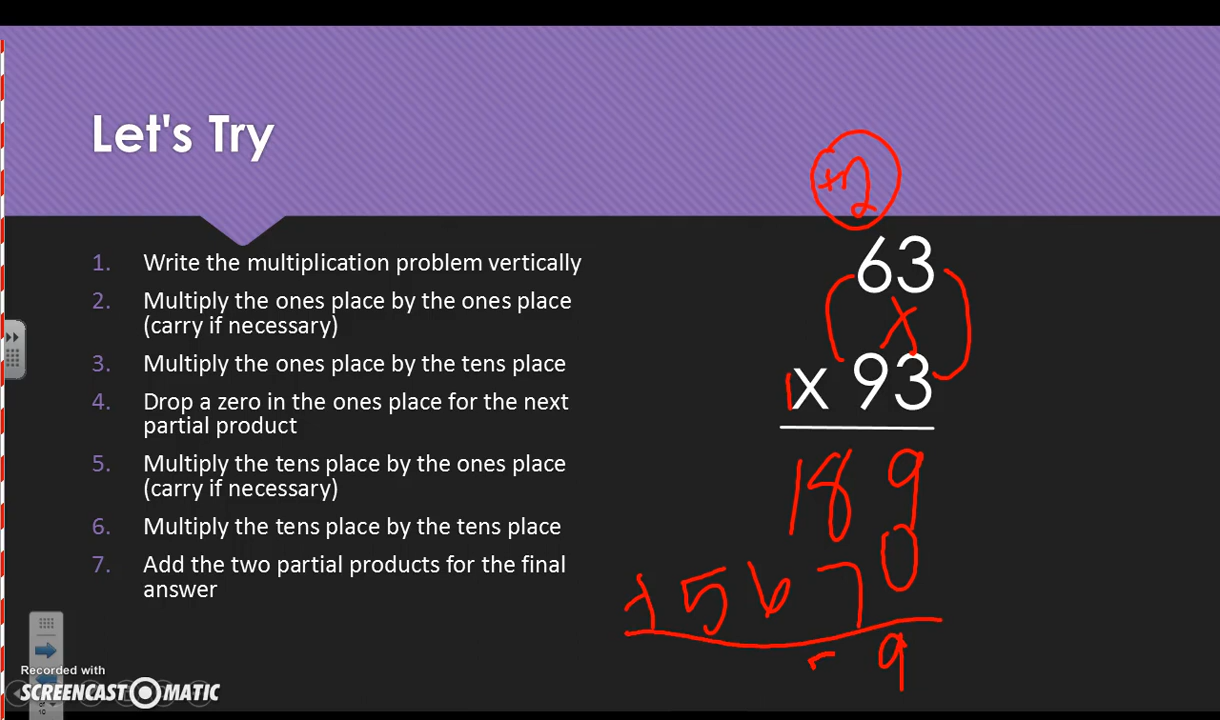 Let's Try
+2
63
x 93
189
0
+ 567
9
1. Write the multiplication problem vertically
2. Multiply the ones place by the ones place
(carry if necessary)
3. Multiply the ones place by the tens place
4. Drop a zero in the ones place for the next
partial product
5. Multiply the tens place by the ones place
(carry if necessary)
6. Multiply the tens place by the tens place
7. Add the two partial products for the final
answer
Recorded with
SCREENCAST-O-MATIC
of
10